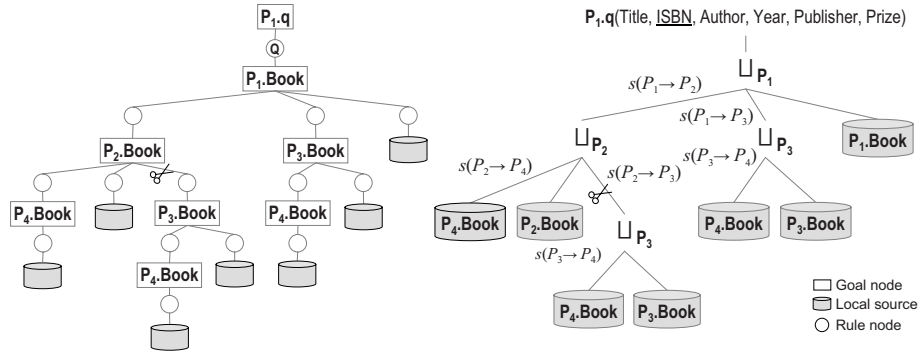 P₁.q
Q
P₁.Book
P₂.Book
P₃.Book
P₄.Book
P₃.Book
P₄.Book
P₄.Book
P₁.q(Title, ISBN, Author, Year, Publisher, Prize)
⊔ P₁
s(P₁→ P₂)
s(P₁→ P₃)
⊔ P₂
⊔ P₃
P₁.Book
s(P₂→ P₄)
s(P₂→ P₃)
s(P₃→ P₄)
P₄.Book
P₂.Book
⊔ P₃
P₄.Book
P₃.Book
s(P₃→ P₄)
P₄.Book
P₃.Book
Goal node
Local source
Rule node